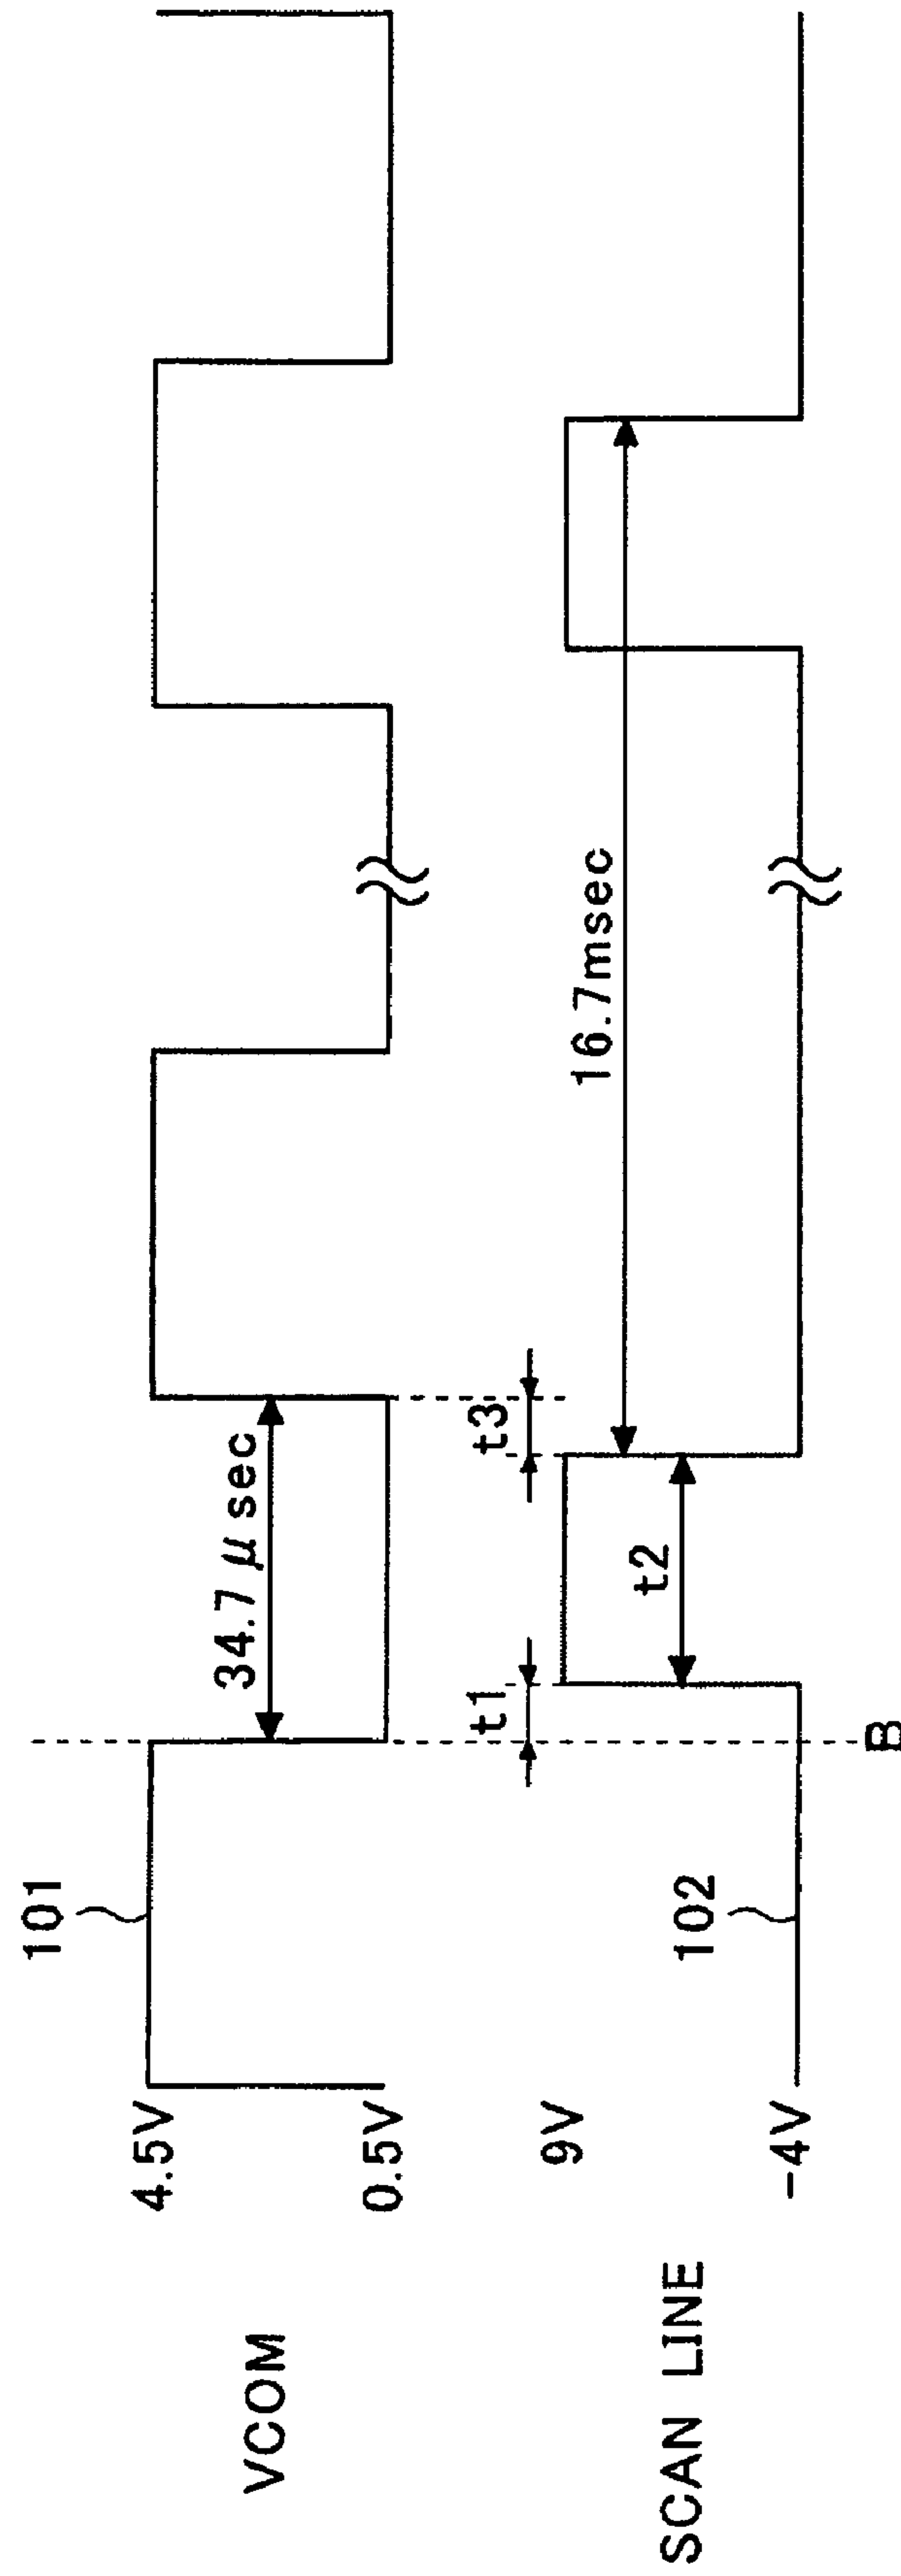 101
4.5V
VCOM
34.7 μ sec
0.5V
t1
t3
9V
16.7msec
SCAN LINE
t2
102
-4V
B